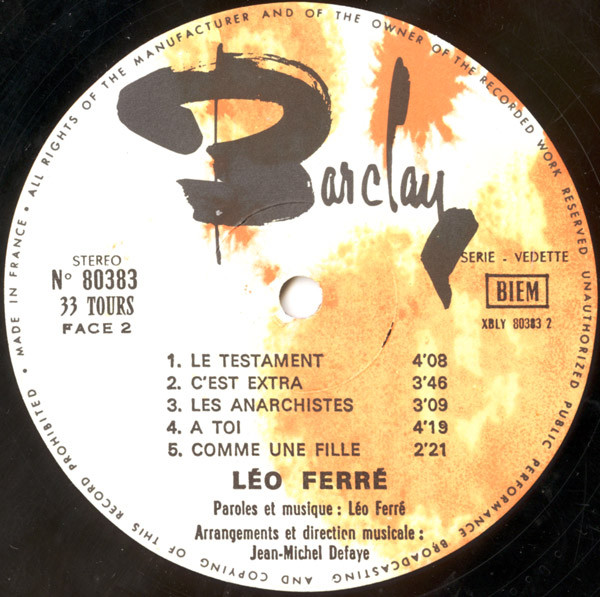 MADE IN FRANCE • ALL RIGHTS OF THE MANUFACTURER AND OF THE OWNER OF THE RECORDED WORK RESERVED UNAUTHORIZED PUBLIC PERFORMANCE BROADCASTING AND COPYING OF THIS RECORD PROHIBITED •
Barclay
STEREO
N° 80383
33 TOURS
FACE 2
SERIE - VEDETTE
BIEM
XBLY 80383 2
1. LE TESTAMENT 4'08
2. C'EST EXTRA 3'46
3. LES ANARCHISTES 3'09
4. A TOI 4'19
5. COMME UNE FILLE 2'21
LÉO FERRÉ
Paroles et musique : Léo Ferré
Arrangements et direction musicale :
Jean-Michel Defaye